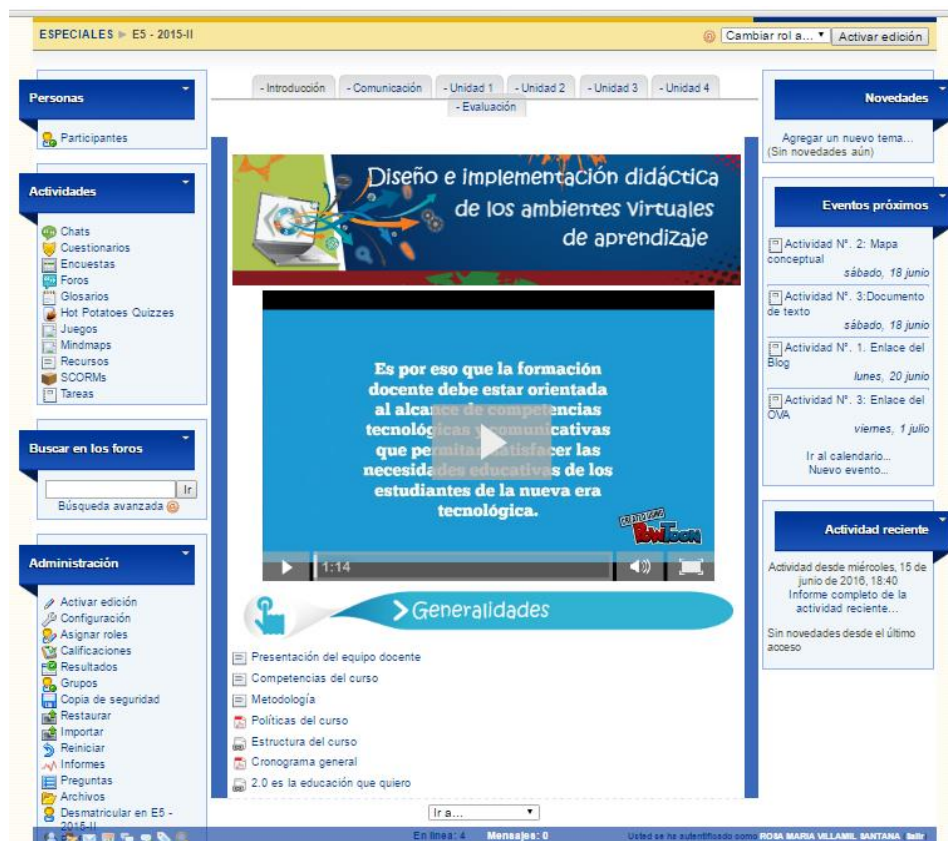 ESPECIALES ► E5 - 2015-II
Cambiar rol a...
Activar edición
Personas
Participantes
Actividades
Chats
Cuestionarios
Encuestas
Foros
Glosarios
Hot Potatoes Quizzes
Juegos
Mindmaps
Recursos
SCORMs
Tareas
Buscar en los foros
Ir
Búsqueda avanzada
Administración
Activar edición
Configuración
Asignar roles
Calificaciones
Resultados
Grupos
Copia de seguridad
Restaurar
Importar
Reiniciar
Informes
Preguntas
Archivos
Desmatricular en E5 -
2015-II
- Introducción
- Comunicación
- Unidad 1
- Unidad 2
- Unidad 3
- Unidad 4
- Evaluación
Diseño e implementación didáctica
de los ambientes virtuales
de aprendizaje
Es por eso que la formación
docente debe estar orientada
al alcance de competencias
tecnológicas y comunicativas
que permitan satisfacer las
necesidades educativas de los
estudiantes de la nueva era
tecnológica.
CREATED USING
POWTOON
1:14
Generalidades
Presentación del equipo docente
Competencias del curso
Metodología
Políticas del curso
Estructura del curso
Cronograma general
2.0 es la educación que quiero
Ir a...
Novedades
Agregar un nuevo tema...
(Sin novedades aún)
Eventos próximos
Actividad N°. 2: Mapa
conceptual
sábado, 18 junio
Actividad N°. 3:Documento
de texto
sábado, 18 junio
Actividad N°. 1. Enlace del
Blog
lunes, 20 junio
Actividad N°. 3: Enlace del
OVA
viernes, 1 julio
Ir al calendario...
Nuevo evento...
Actividad reciente
Actividad desde miércoles, 15 de
junio de 2016, 18:40
Informe completo de la
actividad reciente...
Sin novedades desde el último
acceso
En línea: 4
Mensajes: 0
Usted se ha autentificado como ROSA MARIA VILLAMIL SANTANA (Salir)